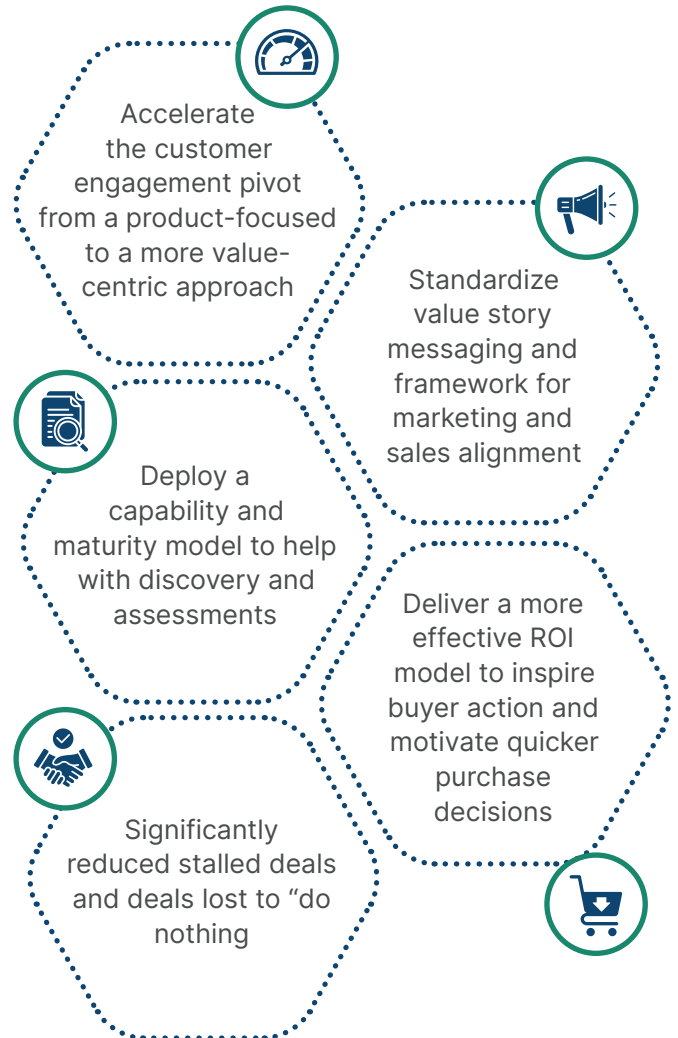 Accelerate
the customer
engagement pivot
from a product-focused
to a more value-
centric approach
Standardize
value story
messaging and
framework for
marketing and
sales alignment
Deploy a
capability and
maturity model to help
with discovery and
assessments
Deliver a more
effective ROI
model to inspire
buyer action and
motivate quicker
purchase
decisions
Significantly
reduced stalled deals
and deals lost to “do
nothing